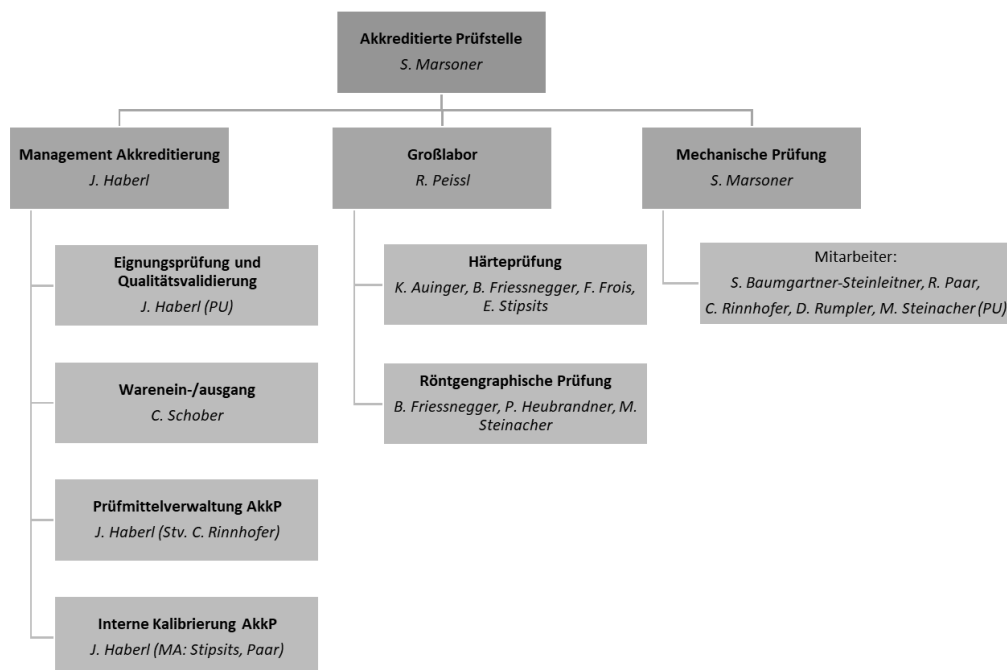 Akkreditierte Prüfstelle
S. Marsoner
Management Akkreditierung
J. Haberl
Großlabor
R. Peissl
Mechanische Prüfung
S. Marsoner
Eignungsprüfung und
Qualitätsvalidierung
J. Haberl (PU)
Warenein-/ausgang
C. Schober
Prüfmittelverwaltung AkkP
J. Haberl (Stv. C. Rinnhofer)
Interne Kalibrierung AkkP
J. Haberl (MA: Stipsits, Paar)
Härteprüfung
K. Auinger, B. Friessnegger, F. Frois,
E. Stipsits
Röntgengraphische Prüfung
B. Friessnegger, P. Heubrandner, M.
Steinacher
Mitarbeiter:
S. Baumgartner-Steinleitner, R. Paar,
C. Rinnhofer, D. Rumpler, M. Steinacher (PU)